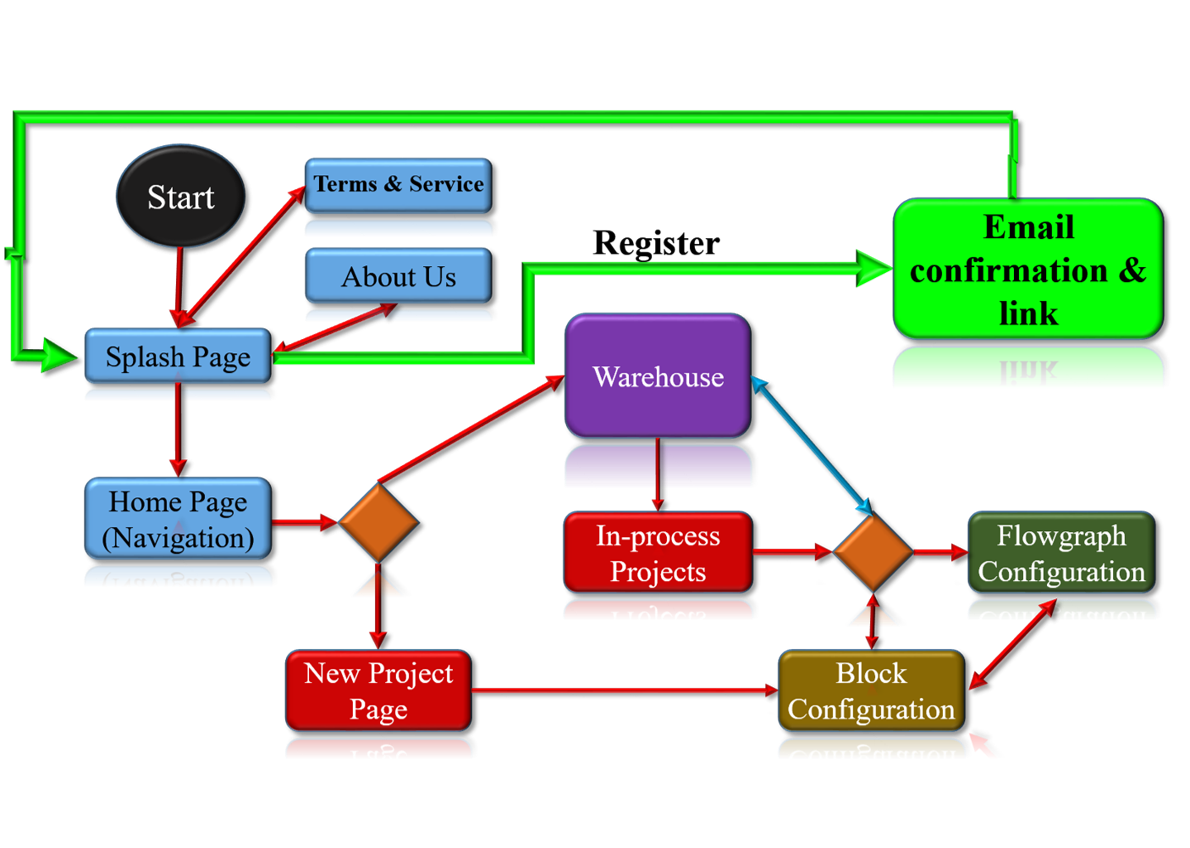 Start
Terms & Service
About Us
Register
Email
confirmation &
link
Splash Page
Warehouse
Home Page
(Navigation)
In-process
Projects
Flowgraph
Configuration
New Project
Page
Block
Configuration